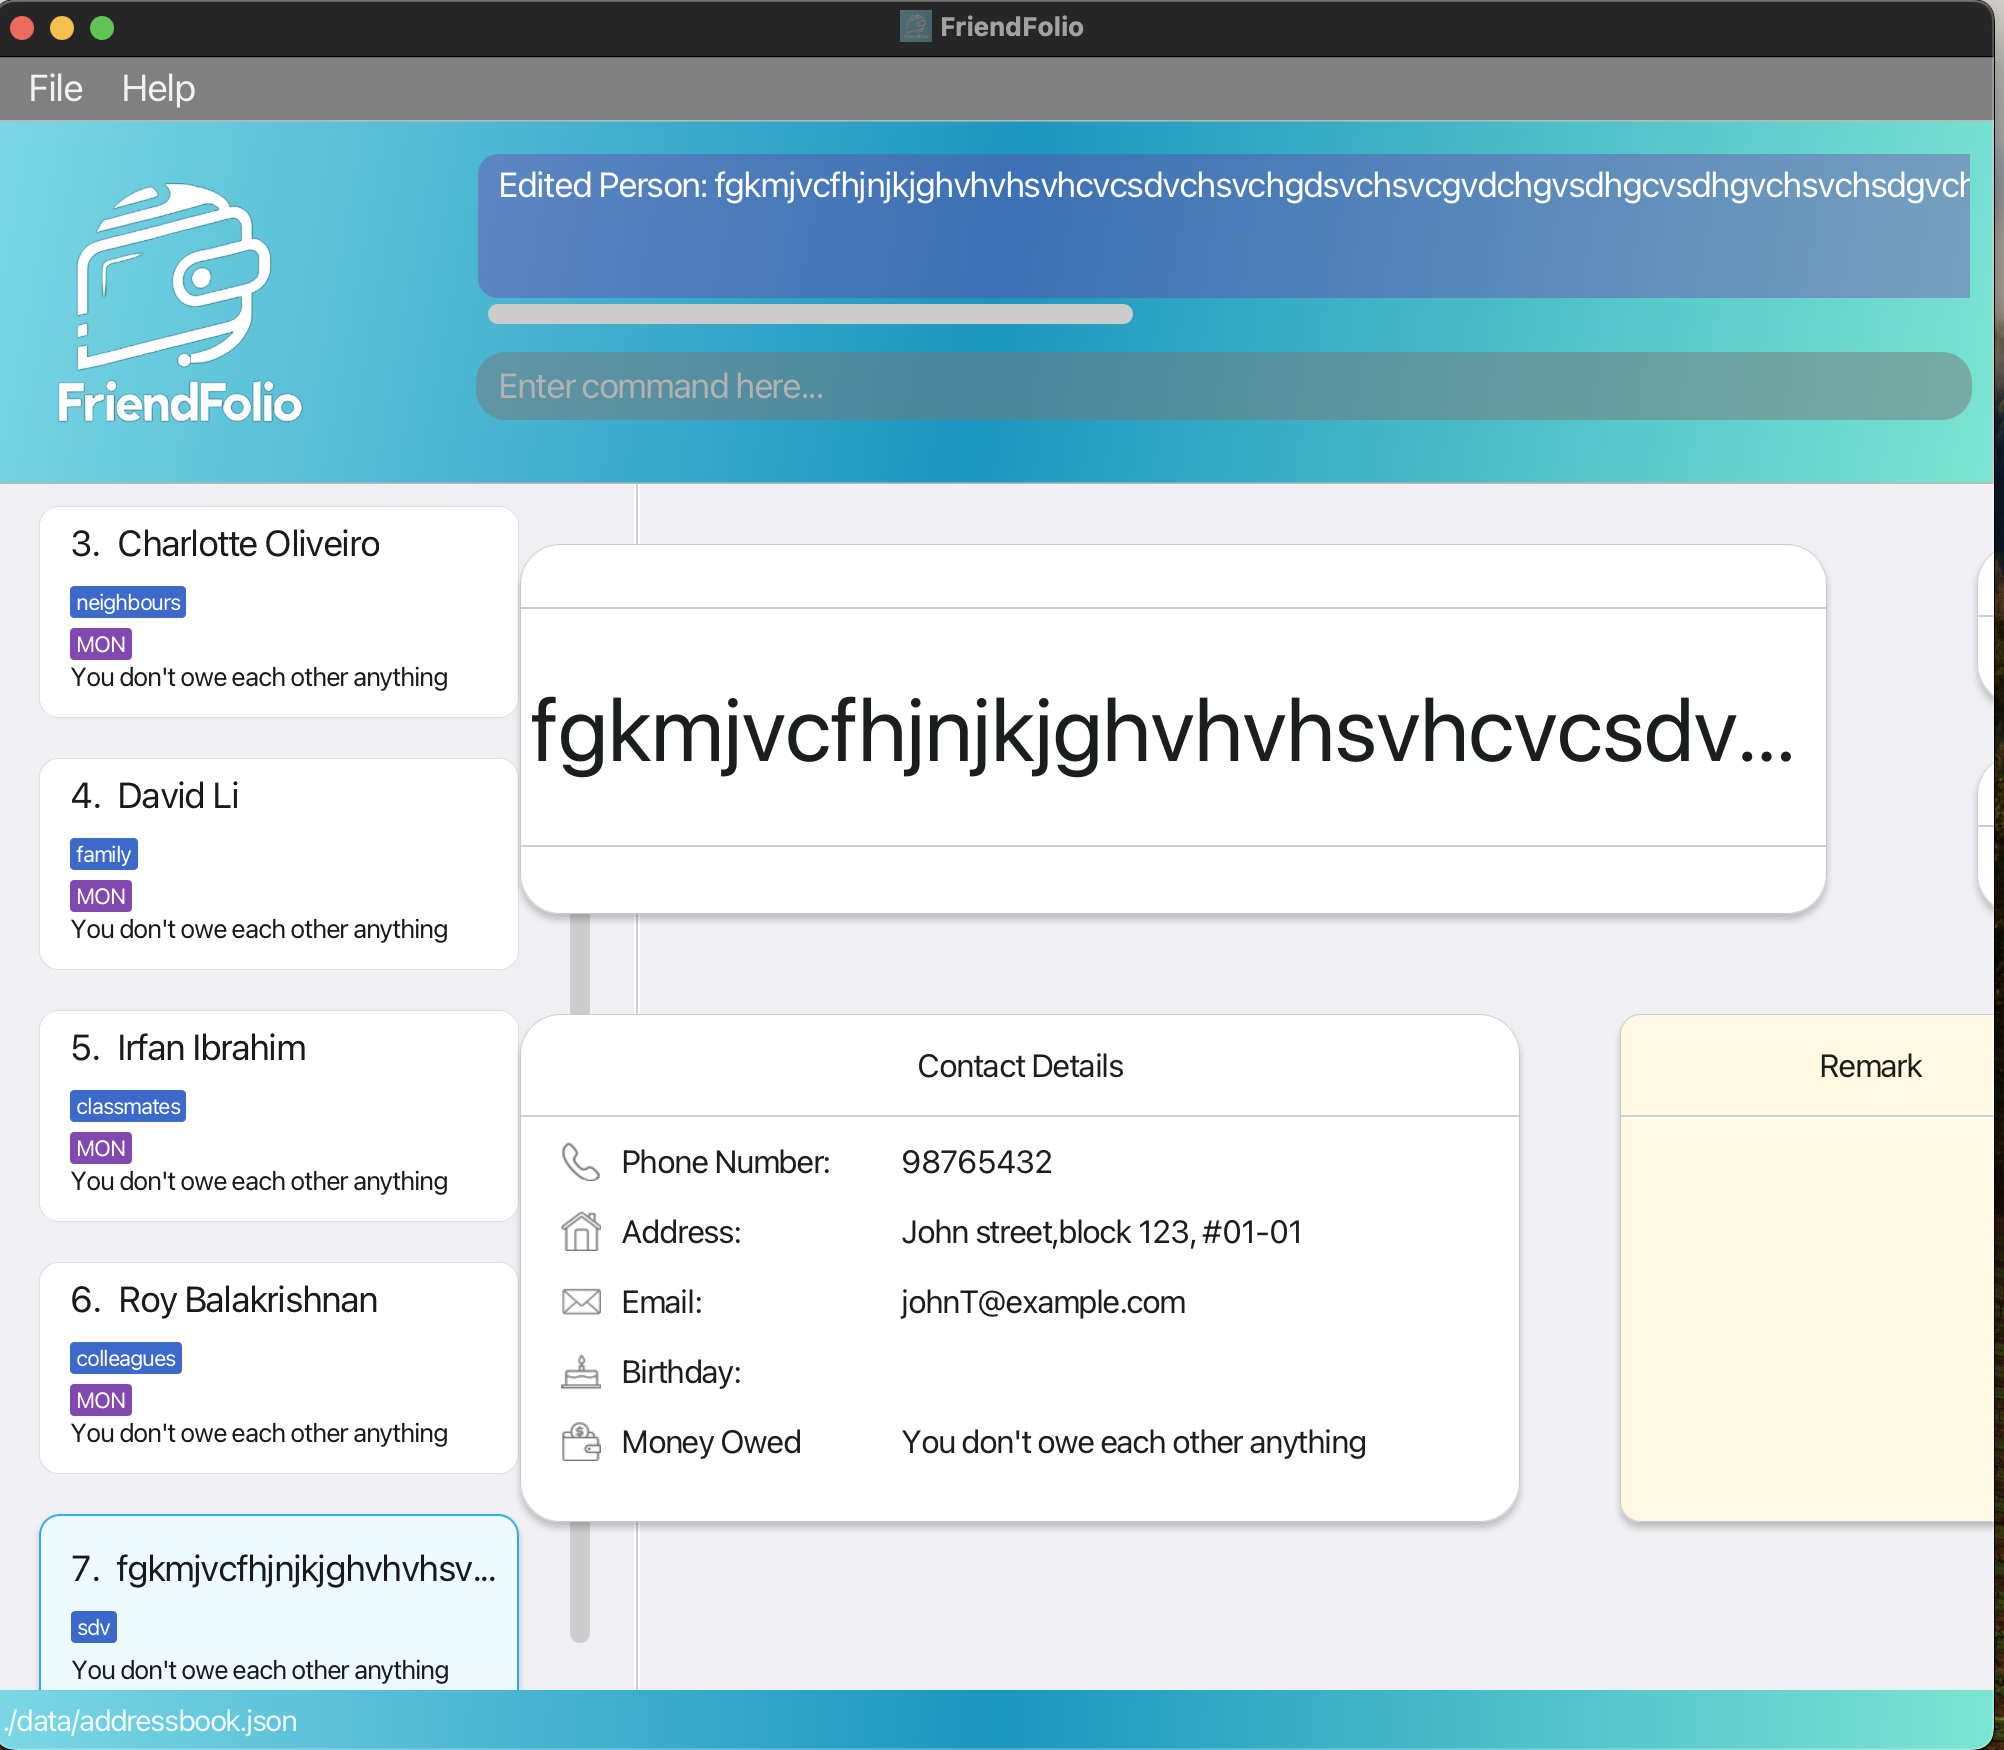 FriendFolio
File Help
Edited Person: fgkmjvcfhjnjkjghvhvhsvhcvcsdvchsvchgdsvchsvcgvdchgvsdhgcvsdhgvchsvchsdgvch
FriendFolio
Enter command here...
3. Charlotte Oliveiro
neighbours
MON
You don't owe each other anything
4. David Li
family
MON
You don't owe each other anything
5. Irfan Ibrahim
classmates
MON
You don't owe each other anything
6. Roy Balakrishnan
colleagues
MON
You don't owe each other anything
7. fgkmjvcfhjnjkjghvhvhsv...
sdv
You don't owe each other anything
fgkmjvcfhjnjkjghvhvhsvhcvcsdv...
Contact Details
Phone Number: 98765432
Address: John street,block 123, #01-01
Email: johnT@example.com
Birthday:
Money Owed You don't owe each other anything
Remark
./data/addressbook.json